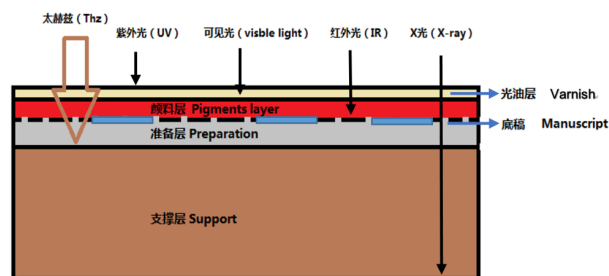 太赫兹（Thz）
紫外光（UV）
可见光（visble light）
红外光（IR）
X光（X-ray）
光油层 Varnish
颜料层 Pigments layer
底稿 Manuscript
准备层 Preparation
支撑层 Support